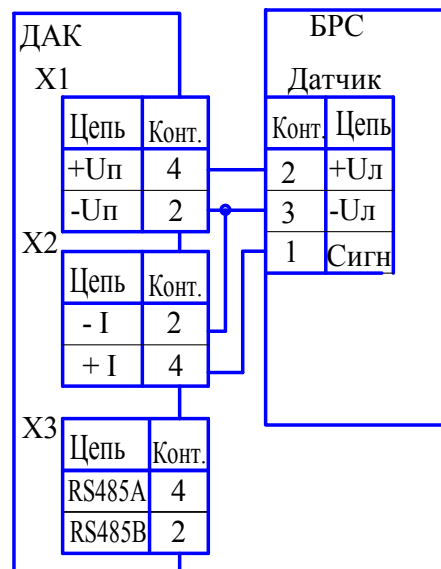 ДАК
БРС
X1
Датчик
Цепь Конт.
Конт. Цепь
+Uп 4
2 +Uл
-Uп 2
3 -Uл
X2
1 Сигн
Цепь Конт.
- I 2
+ I 4
X3
Цепь Конт.
RS485A 4
RS485B 2